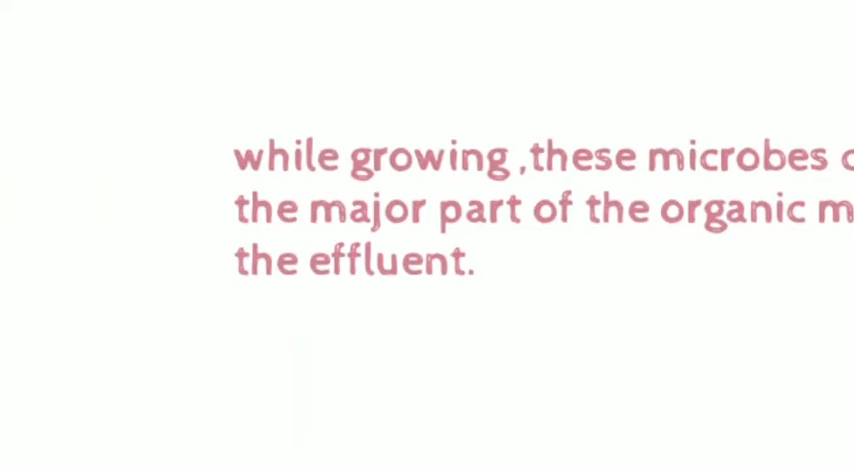 while growing ,these microbes
the major part of the organic
the effluent.